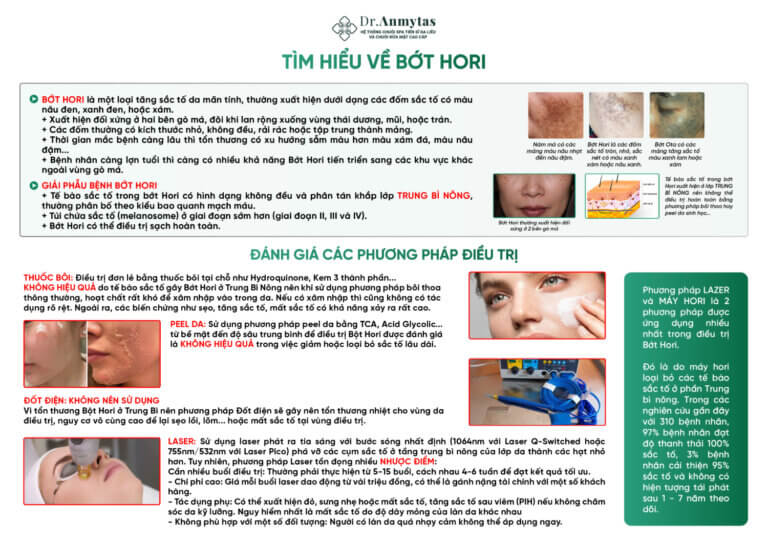 Dr.Anmytas
HỆ THỐNG CHUỖI SPA TIẾN SĨ DA LIỄU
VÀ CHUỖI RỬA MẶT CAO CẤP
TÌM HIỂU VỀ BỚT HORI
BỚT HORI là một loại tăng sắc tố da mãn tính, thường xuất hiện dưới dạng các đốm sắc tố có màu
nâu đen, xanh đen, hoặc xám.
+ Xuất hiện đối xứng ở hai bên gò má, đôi khi lan rộng xuống vùng thái dương, mũi, hoặc trán.
+ Các đốm thường có kích thước nhỏ, không đều, rải rác hoặc tập trung thành mảng.
+ Thời gian mắc bệnh càng lâu thì tổn thương có xu hướng sẫm màu hơn màu xám đá, màu nâu
đậm...
+ Bệnh nhân càng lớn tuổi thì càng có nhiều khả năng Bớt Hori tiến triển sang các khu vực khác
ngoài vùng gò má.
GIẢI PHẪU BỆNH BỚT HORI
+ Tế bào sắc tố trong bớt Hori có hình dạng không đều và phân tán khắp lớp TRUNG BÌ NÔNG,
thường phân bố theo kiểu bao quanh mạch máu.
+ Túi chứa sắc tố (melanosome) ở giai đoạn sớm hơn (giai đoạn II, III và IV).
+ Bớt Hori có thể điều trị sạch hoàn toàn.
Nám má có các
mảng màu nâu nhạt
đến nâu đậm.
Bớt Hori là các đốm
sắc tố tròn, nhỏ, sắc
nét có màu xanh
xám hoặc nâu xanh.
Bớt Ota có các
mảng tăng sắc tố
màu xanh lam hoặc
xám
Bớt Hori thường xuất hiện đối
xứng ở 2 bên gò má
Tế bào sắc tố trong bớt
Hori xuất hiện ở lớp TRUNG
BÌ NÔNG nên không thể
điều trị hoàn toàn bằng
phương pháp bôi thoa hay
peel da sinh học...
ĐÁNH GIÁ CÁC PHƯƠNG PHÁP ĐIỀU TRỊ
THUỐC BÔI: Điều trị đơn lẻ bằng thuốc bôi tại chỗ như Hydroquinone, Kem 3 thành phần...
KHÔNG HIỆU QUẢ do tế bào sắc tố gây Bớt Hori ở Trung Bì Nông nên khi sử dụng phương pháp bôi thoa
thông thường, hoạt chất rất khó để xâm nhập vào trong da. Nếu có xâm nhập thì cũng không có tác
dụng rõ rệt. Ngoài ra, các biến chứng như sẹo, tăng sắc tố, mất sắc tố có khả năng xảy ra rất cao.
PEEL DA: Sử dụng phương pháp peel da bằng TCA, Acid Glycolic...
từ bề mặt đến độ sâu trung bình để điều trị Bột Hori được đánh giá
là KHÔNG HIỆU QUẢ trong việc giảm hoặc loại bỏ sắc tố lâu dài.
ĐỐT ĐIỆN: KHÔNG NÊN SỬ DỤNG
Vì tổn thương Bột Hori ở Trung Bì nên phương pháp Đốt điện sẽ gây nên tổn thương nhiệt cho vùng da
điều trị, nguy cơ vô cùng cao để lại sẹo lồi, lõm... hoặc mất sắc tố tại vùng điều trị.
LASER: Sử dụng laser phát ra tia sáng với bước sóng nhất định (1064nm với Laser Q-Switched hoặc
755nm/532nm với Laser Pico) phá vỡ các cụm sắc tố ở tầng trung bì nông của lớp da thành các hạt nhỏ
hơn. Tuy nhiên, phương pháp Laser tồn đọng nhiều NHƯỢC ĐIỂM:
Cần nhiều buổi điều trị: Thường phải thực hiện từ 5-15 buổi, cách nhau 4-6 tuần để đạt kết quả tối ưu.
- Chi phí cao: Giá mỗi buổi laser dao động từ vài triệu đồng, có thể là gánh nặng tài chính với một số khách
hàng.
- Tác dụng phụ: Có thể xuất hiện đỏ, sưng nhẹ hoặc mất sắc tố, tăng sắc tố sau viêm (PIH) nếu không chăm
sóc da kỹ lưỡng. Nguy hiểm nhất là mất sắc tố do độ dày mỏng của làn da khác nhau
- Không phù hợp với một số đối tượng: Người có làn da quá nhạy cảm không thể áp dụng ngay.
Phương pháp LAZER
và MÁY HORI là 2
phương pháp được
ứng dụng nhiều
nhất trong điều trị
Bớt Hori.
Đó là do máy hori
loại bỏ các tế bào
sắc tố ở phần Trung
bì nông. Trong các
nghiên cứu gần đây
với 310 bệnh nhân,
97% bệnh nhân đạt
độ thanh thải 100%
sắc tố, 3% bệnh
nhân cải thiện 95%
sắc tố và không có
hiện tượng tái phát
sau 1 - 7 năm theo
dõi.